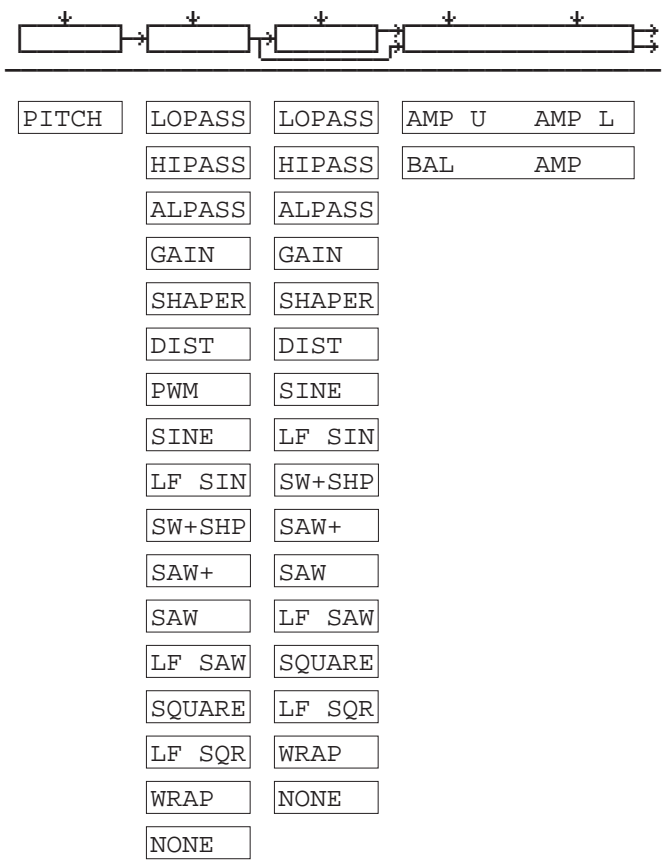 PITCH LOPASS LOPASS AMP U AMP L
HIPASS HIPASS BAL AMP
ALPASS ALPASS
GAIN GAIN
SHAPER SHAPER
DIST DIST
PWM SINE
SINE LF SIN
LF SIN SW+SHP
SW+SHP SAW+
SAW+ SAW
SAW LF SAW
LF SAW SQUARE
SQUARE LF SQR
LF SQR WRAP
WRAP NONE
NONE